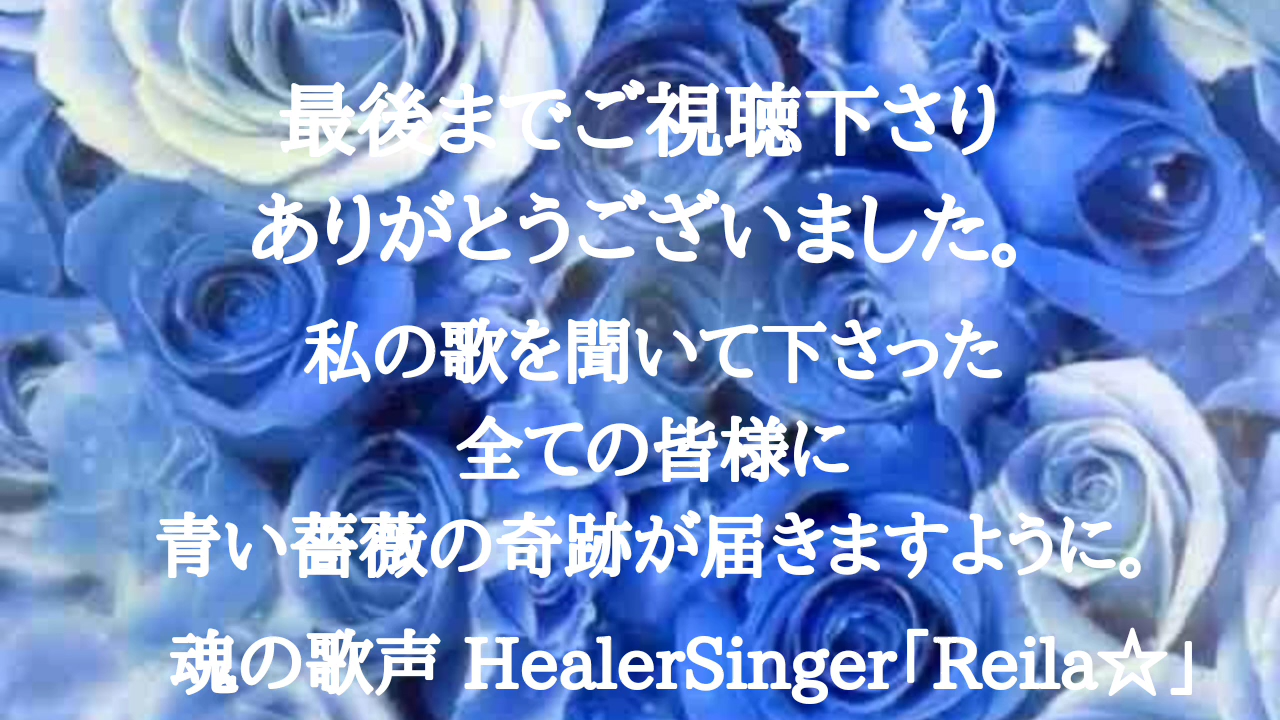 最後までご視聴下さり
ありがとうございました。
私の歌を聞いて下さった
全ての皆様に
青い薔薇の奇跡が届きますように。
魂の歌声 HealerSinger「Reila☆」